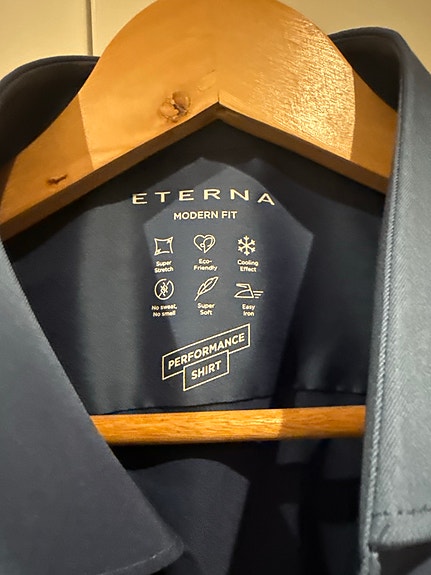 ETERNA
MODERN FIT
Super
Stretch
Eco-
Friendly
Cooling
Effect
No sweat,
No smell
Super
Soft
Easy
Iron
PERFORMANCE
SHIRT